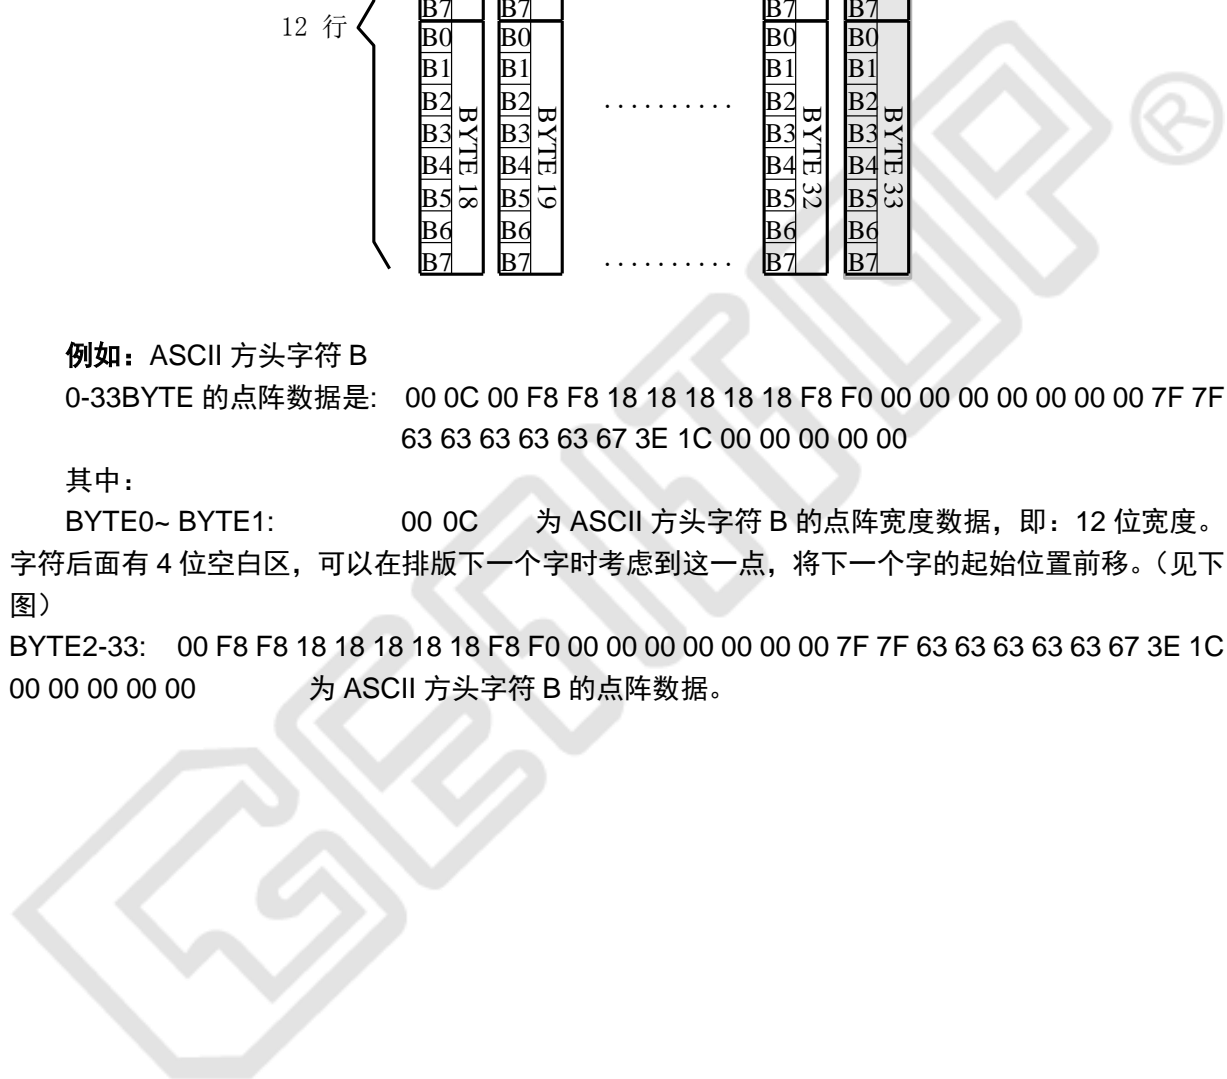 B7 B7 B7 B7
12 行
B0 B0 B0 B0
B1 B1 B1 B1
B2 B2 .......... B2 B2
B3 B3 B3 B3
B4 B4 B4 B4
B5 B5 B5 B5
B6 B6 B6 B6
B7 B7 .......... B7 B7
BYTE 18
BYTE 19
BYTE 32
BYTE 33
例如：ASCII 方头字符 B
0-33BYTE 的点阵数据是: 00 0C 00 F8 F8 18 18 18 18 18 F8 F0 00 00 00 00 00 00 00 7F 7F
63 63 63 63 63 67 3E 1C 00 00 00 00 00
其中：
BYTE0~ BYTE1: 00 0C 为 ASCII 方头字符 B 的点阵宽度数据，即：12 位宽度。
字符后面有 4 位空白区，可以在排版下一个字时考虑到这一点，将下一个字的起始位置前移。（见下
图）
BYTE2-33: 00 F8 F8 18 18 18 18 18 F8 F0 00 00 00 00 00 00 00 7F 7F 63 63 63 63 63 67 3E 1C
00 00 00 00 00 为 ASCII 方头字符 B 的点阵数据。
GENITOP®